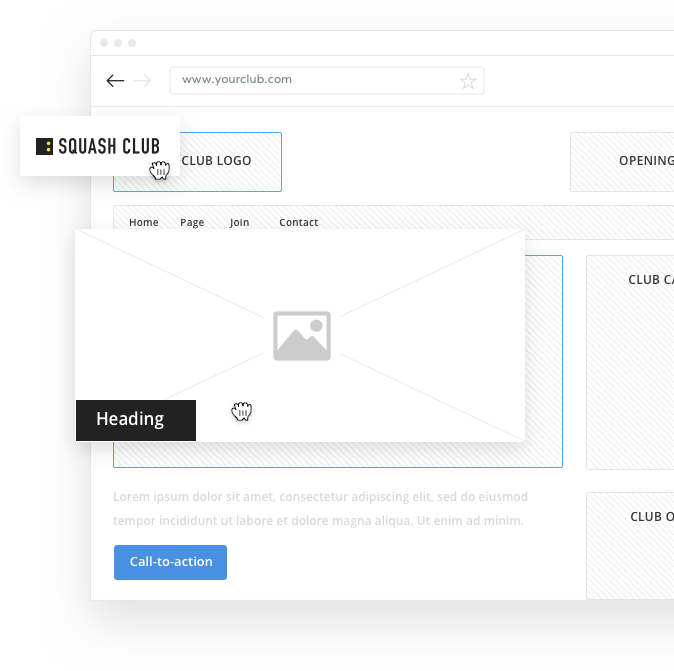 www.yourclub.com
SQUASH CLUB
CLUB LOGO
OPENING
Home Page Join Contact
CLUB CA
Heading
Lorem ipsum dolor sit amet, consectetur adipiscing elit, sed do eiusmod
tempor incididunt ut labore et dolore magna aliqua. Ut enim ad minim.
CLUB O
Call-to-action